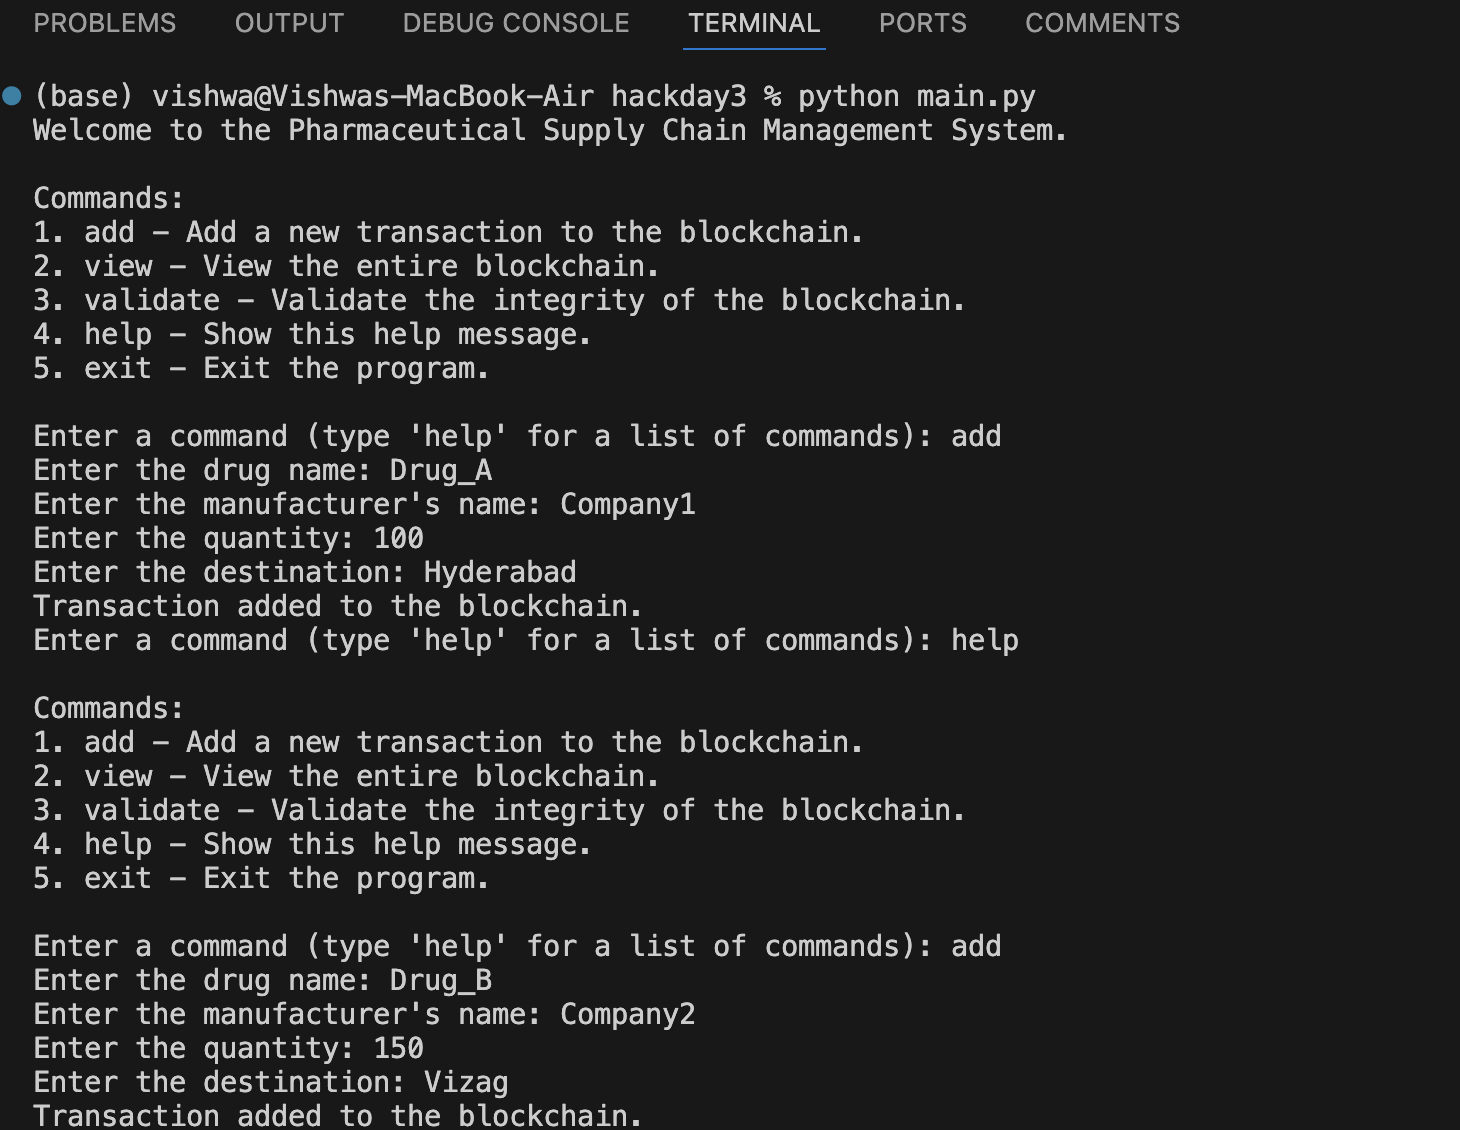 PROBLEMS OUTPUT DEBUG CONSOLE TERMINAL PORTS COMMENTS
(base) vishwa@Vishwas-MacBook-Air hackday3 % python main.py
Welcome to the Pharmaceutical Supply Chain Management System.
Commands:
1. add - Add a new transaction to the blockchain.
2. view - View the entire blockchain.
3. validate - Validate the integrity of the blockchain.
4. help - Show this help message.
5. exit - Exit the program.
Enter a command (type 'help' for a list of commands): add
Enter the drug name: Drug_A
Enter the manufacturer's name: Company1
Enter the quantity: 100
Enter the destination: Hyderabad
Transaction added to the blockchain.
Enter a command (type 'help' for a list of commands): help
Commands:
1. add - Add a new transaction to the blockchain.
2. view - View the entire blockchain.
3. validate - Validate the integrity of the blockchain.
4. help - Show this help message.
5. exit - Exit the program.
Enter a command (type 'help' for a list of commands): add
Enter the drug name: Drug_B
Enter the manufacturer's name: Company2
Enter the quantity: 150
Enter the destination: Vizag
Transaction added to the blockchain.